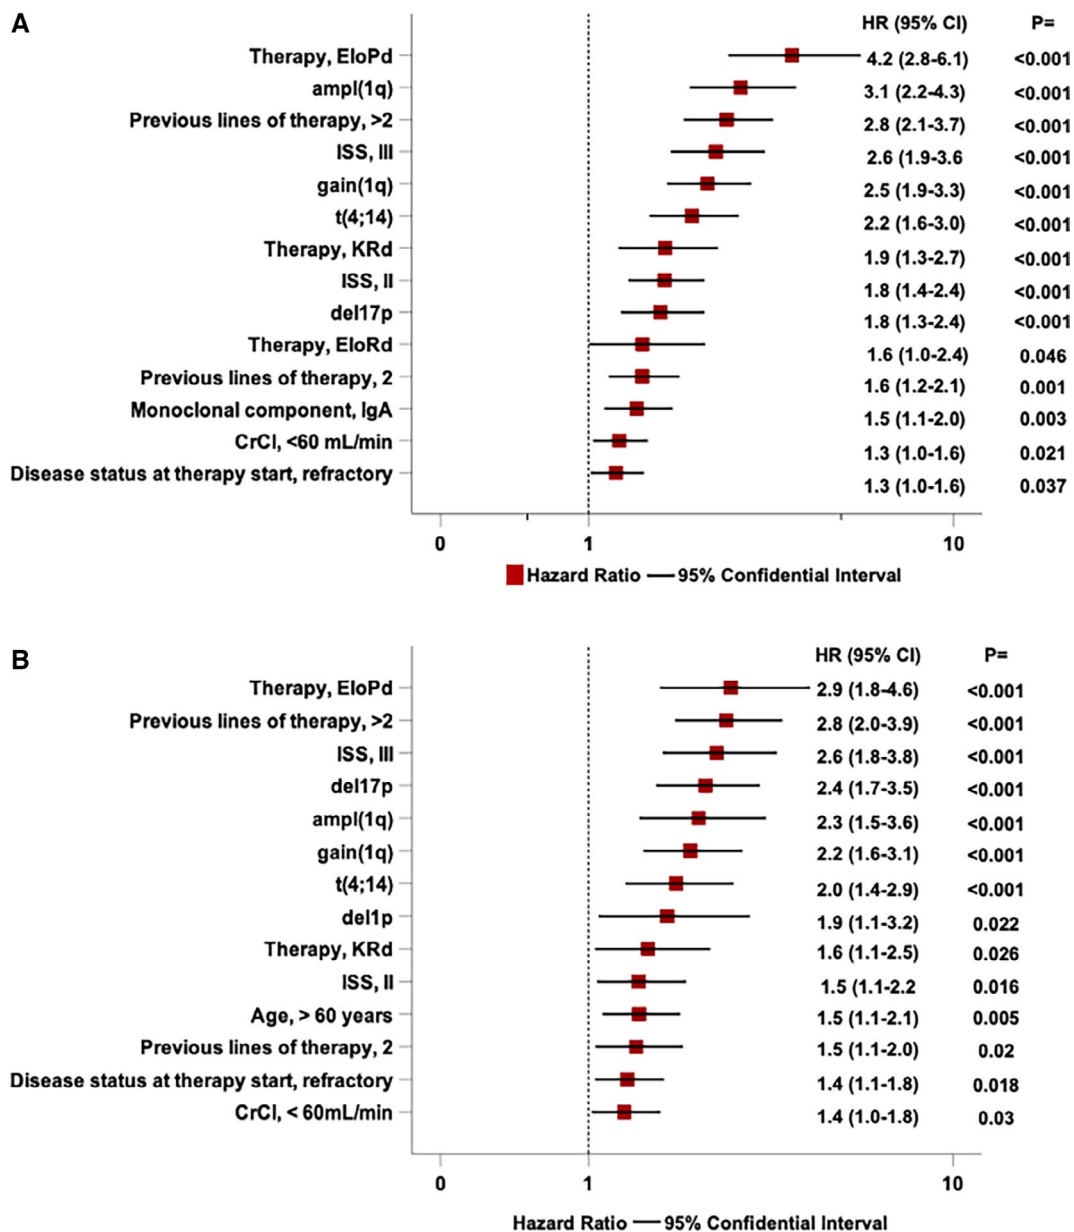 A
HR (95% CI) P=
Therapy, EloPd 4.2 (2.8-6.1) <0.001
ampl(1q) 3.1 (2.2-4.3) <0.001
Previous lines of therapy, >2 2.8 (2.1-3.7) <0.001
ISS, III 2.6 (1.9-3.6 <0.001
gain(1q) 2.5 (1.9-3.3) <0.001
t(4;14) 2.2 (1.6-3.0) <0.001
Therapy, KRd 1.9 (1.3-2.7) <0.001
ISS, II 1.8 (1.4-2.4) <0.001
del17p 1.8 (1.3-2.4) <0.001
Therapy, EloRd 1.6 (1.0-2.4) 0.046
Previous lines of therapy, 2 1.6 (1.2-2.1) 0.001
Monoclonal component, IgA 1.5 (1.1-2.0) 0.003
CrCl, <60 mL/min 1.3 (1.0-1.6) 0.021
Disease status at therapy start, refractory 1.3 (1.0-1.6) 0.037
0 1 10
Hazard Ratio 95% Confidential Interval
B
HR (95% CI) P=
Therapy, EloPd 2.9 (1.8-4.6) <0.001
Previous lines of therapy, >2 2.8 (2.0-3.9) <0.001
ISS, III 2.6 (1.8-3.8) <0.001
del17p 2.4 (1.7-3.5) <0.001
ampl(1q) 2.3 (1.5-3.6) <0.001
gain(1q) 2.2 (1.6-3.1) <0.001
t(4;14) 2.0 (1.4-2.9) <0.001
del1p 1.9 (1.1-3.2) 0.022
Therapy, KRd 1.6 (1.1-2.5) 0.026
ISS, II 1.5 (1.1-2.2 0.016
Age, > 60 years 1.5 (1.1-2.1) 0.005
Previous lines of therapy, 2 1.5 (1.1-2.0) 0.02
Disease status at therapy start, refractory 1.4 (1.1-1.8) 0.018
CrCl, < 60mL/min 1.4 (1.0-1.8) 0.03
0 1 10
Hazard Ratio 95% Confidential Interval